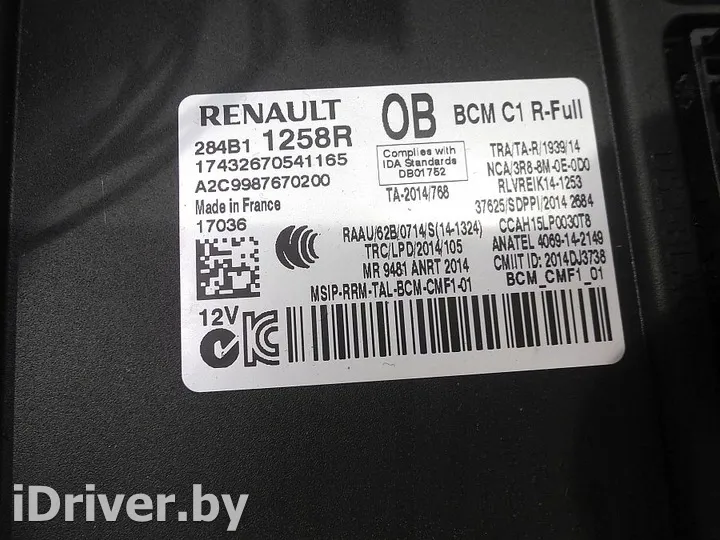 RENAULT
284B1 1258R
17432670541165
A2C9987670200
Made in France
17036
12V
OB
BCM C1 R-Full
Complies with
IDA Standards
DB01752
TA-2014/768
TRA/TA-R/1939/14
NCA/3R8-8M-0E-0D0
RLVREIK14-1253
37625/SDPPI/2014 2684
RAAU/62B/0714/S(14-1324)
CCAH15LP0030T8
TRC/LPD/2014/105
ANATEL 4069-14-2149
MR 9481 ANRT 2014
CMIIT ID: 2014DJ3738
MSIP-RRM-TAL-BCM-CMF1-01
BCM_CMF1_01
iDriver.by